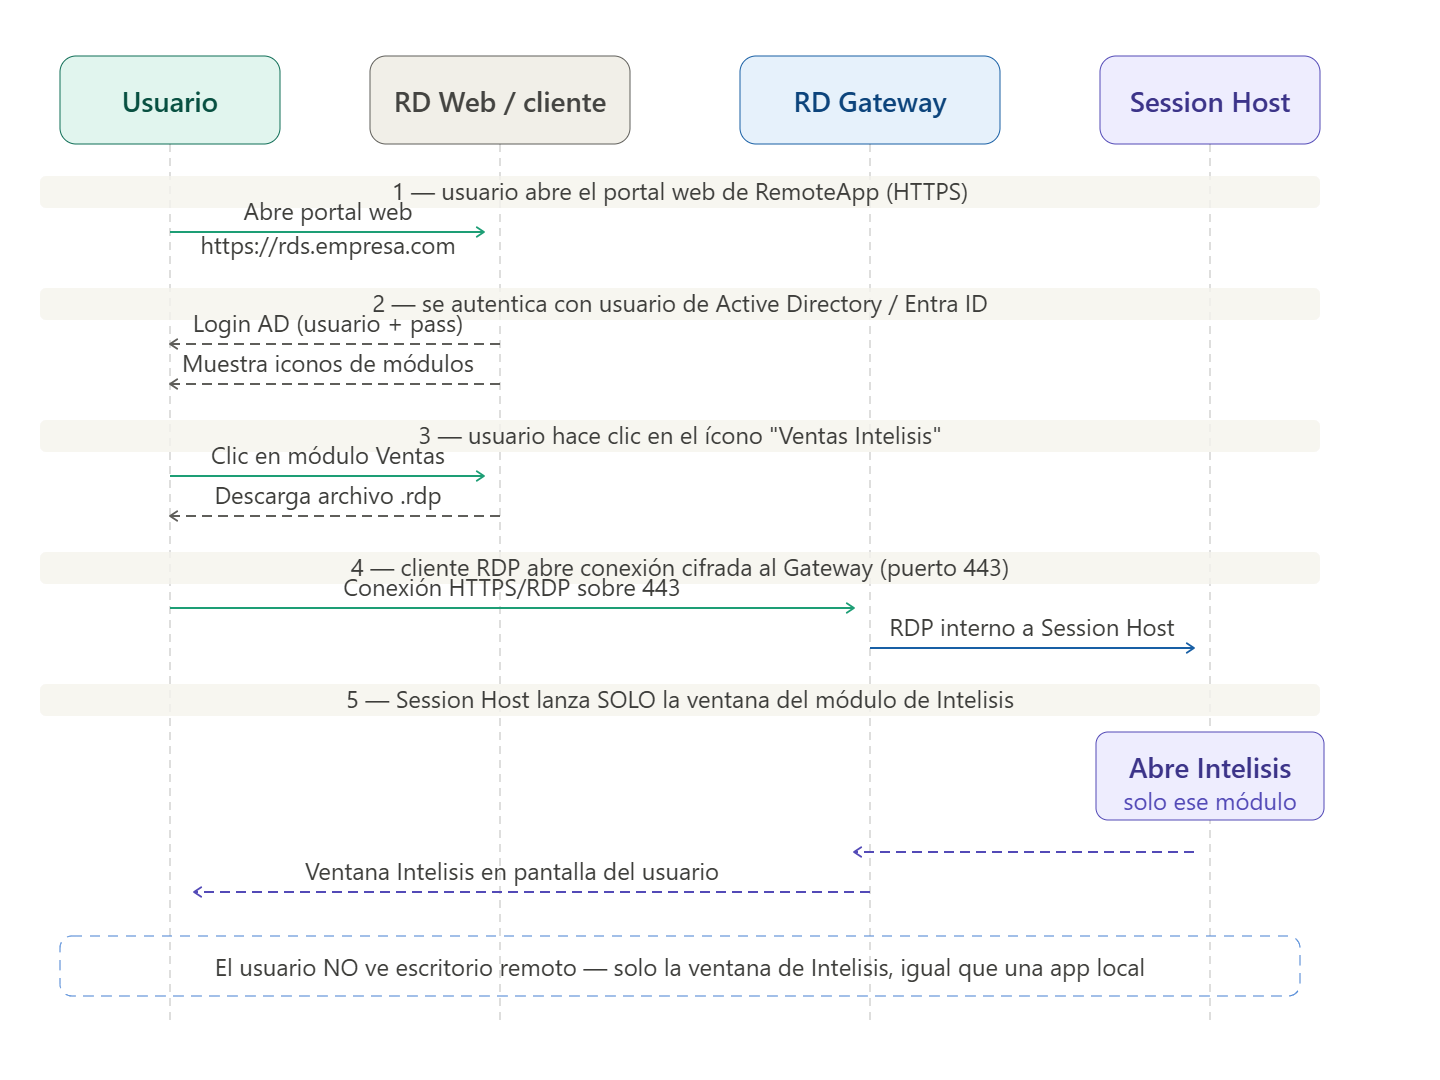 Usuario
RD Web / cliente
RD Gateway
Session Host
1 — usuario abre el portal web de RemoteApp (HTTPS)
Abre portal web
https://rds.empresa.com
2 — se autentica con usuario de Active Directory / Entra ID
Login AD (usuario + pass)
Muestra iconos de módulos
3 — usuario hace clic en el ícono "Ventas Intelisis"
Clic en módulo Ventas
Descarga archivo .rdp
4 — cliente RDP abre conexión cifrada al Gateway (puerto 443)
Conexión HTTPS/RDP sobre 443
RDP interno a Session Host
5 — Session Host lanza SOLO la ventana del módulo de Intelisis
Abre Intelisis
solo ese módulo
Ventana Intelisis en pantalla del usuario
El usuario NO ve escritorio remoto — solo la ventana de Intelisis, igual que una app local